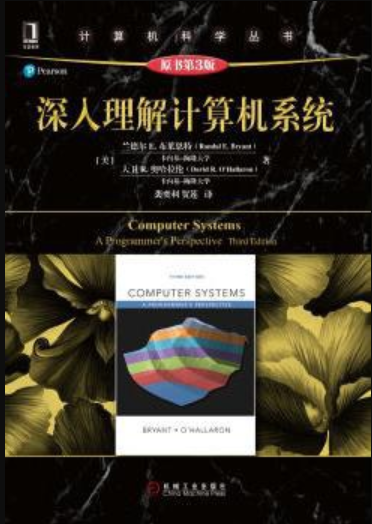 计算机科学丛书
Pearson
原书第3版
深入理解计算机系统
兰德尔 E. 布莱恩特（Randal E. Bryant）
卡内基-梅隆大学
[美] 著
大卫 R. 奥哈拉伦（David R. O'Hallaron）
卡内基-梅隆大学
龚奕利 贺莲 译
Computer Systems
A Programmer's Perspective Third Edition
THIRD EDITION
COMPUTER SYSTEMS
A PROGRAMMER'S PERSPECTIVE
BRYANT • O'HALLARON
机械工业出版社
China Machine Press